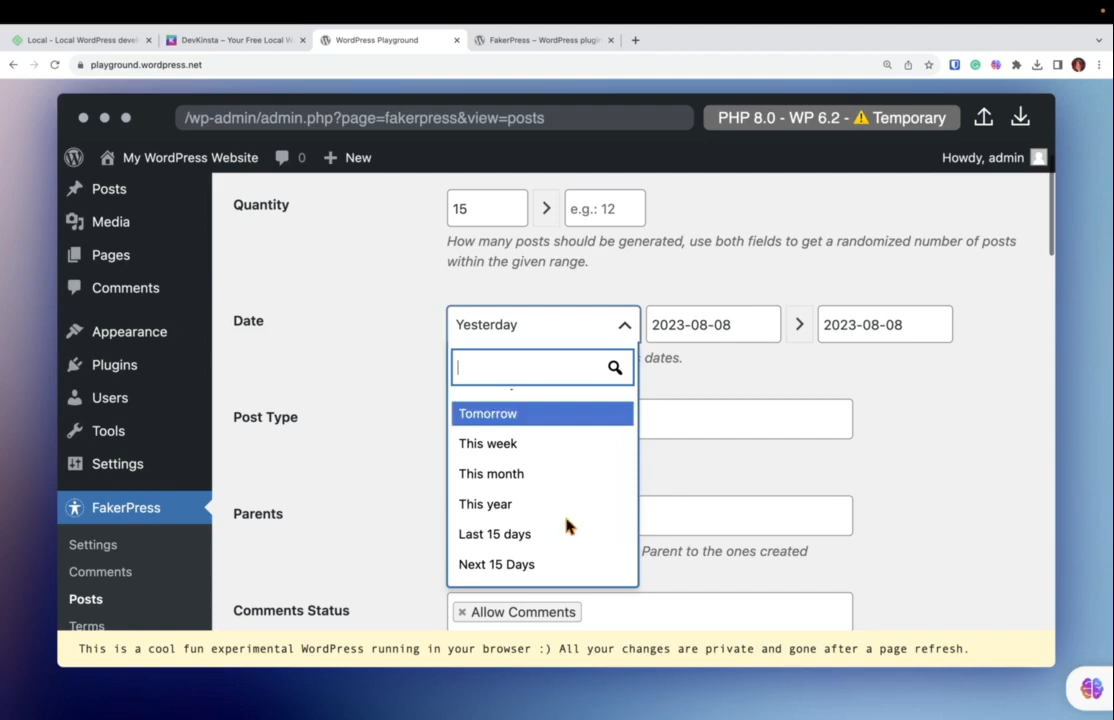 Local - Local WordPress devel
DevKinsta – Your Free Local W
WordPress Playground
FakerPress – WordPress plugin
playground.wordpress.net
/wp-admin/admin.php?page=fakerpress&view=posts
PHP 8.0 - WP 6.2 - ⚠️ Temporary
My WordPress Website
0
New
Howdy, admin
Posts
Media
Pages
Comments
Appearance
Plugins
Users
Tools
Settings
FakerPress
Settings
Comments
Posts
Terms
Quantity
15
e.g.: 12
How many posts should be generated, use both fields to get a randomized number of posts
within the given range.
Date
Yesterday
2023-08-08
2023-08-08
dates.
Tomorrow
This week
This month
This year
Last 15 days
Next 15 Days
Post Type
Parents
Parent to the ones created
Comments Status
× Allow Comments
This is a cool fun experimental WordPress running in your browser :) All your changes are private and gone after a page refresh.